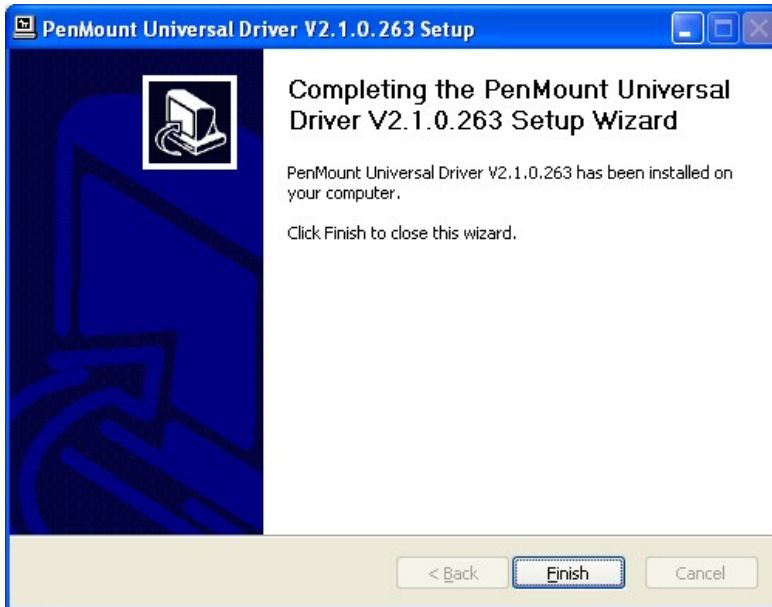 PenMount Universal Driver V2.1.0.263 Setup
Completing the PenMount Universal
Driver V2.1.0.263 Setup Wizard
PenMount Universal Driver V2.1.0.263 has been installed on
your computer.
Click Finish to close this wizard.
< Back
Finish
Cancel